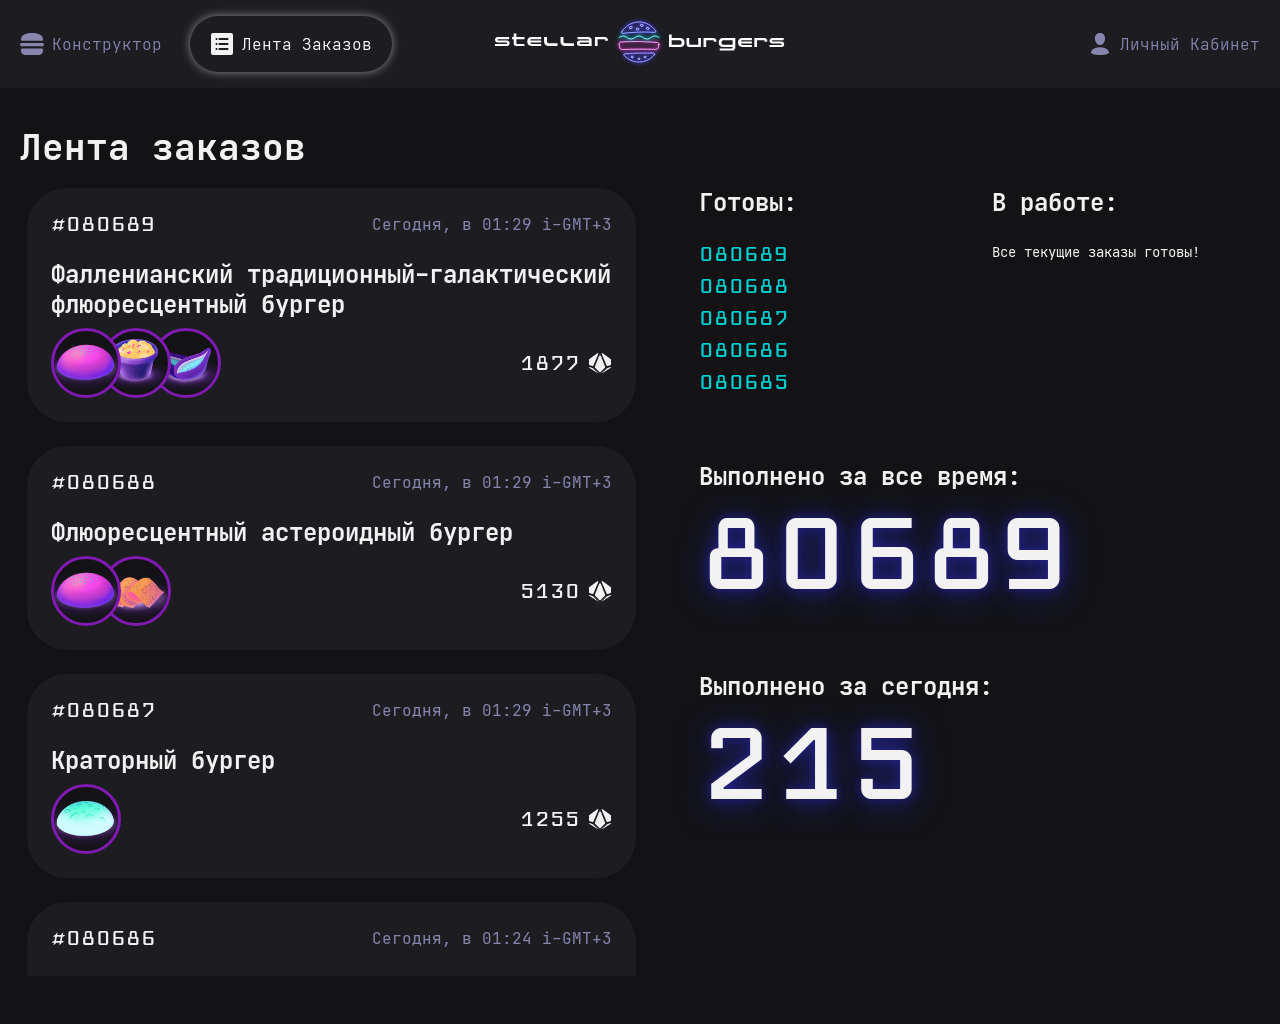 Конструктор
Лента Заказов
stellar burgers
Личный Кабинет
Лента заказов
#080689
Сегодня, в 01:29 i-GMT+3
Фалленианский традиционный-галактический
флюоресцентный бургер
1877
#080688
Сегодня, в 01:29 i-GMT+3
Флюоресцентный астероидный бургер
5130
#080687
Сегодня, в 01:29 i-GMT+3
Краторный бургер
1255
#080686
Сегодня, в 01:24 i-GMT+3
Готовы:
080689
080688
080687
080686
080685
В работе:
Все текущие заказы готовы!
Выполнено за все время:
80689
Выполнено за сегодня:
215